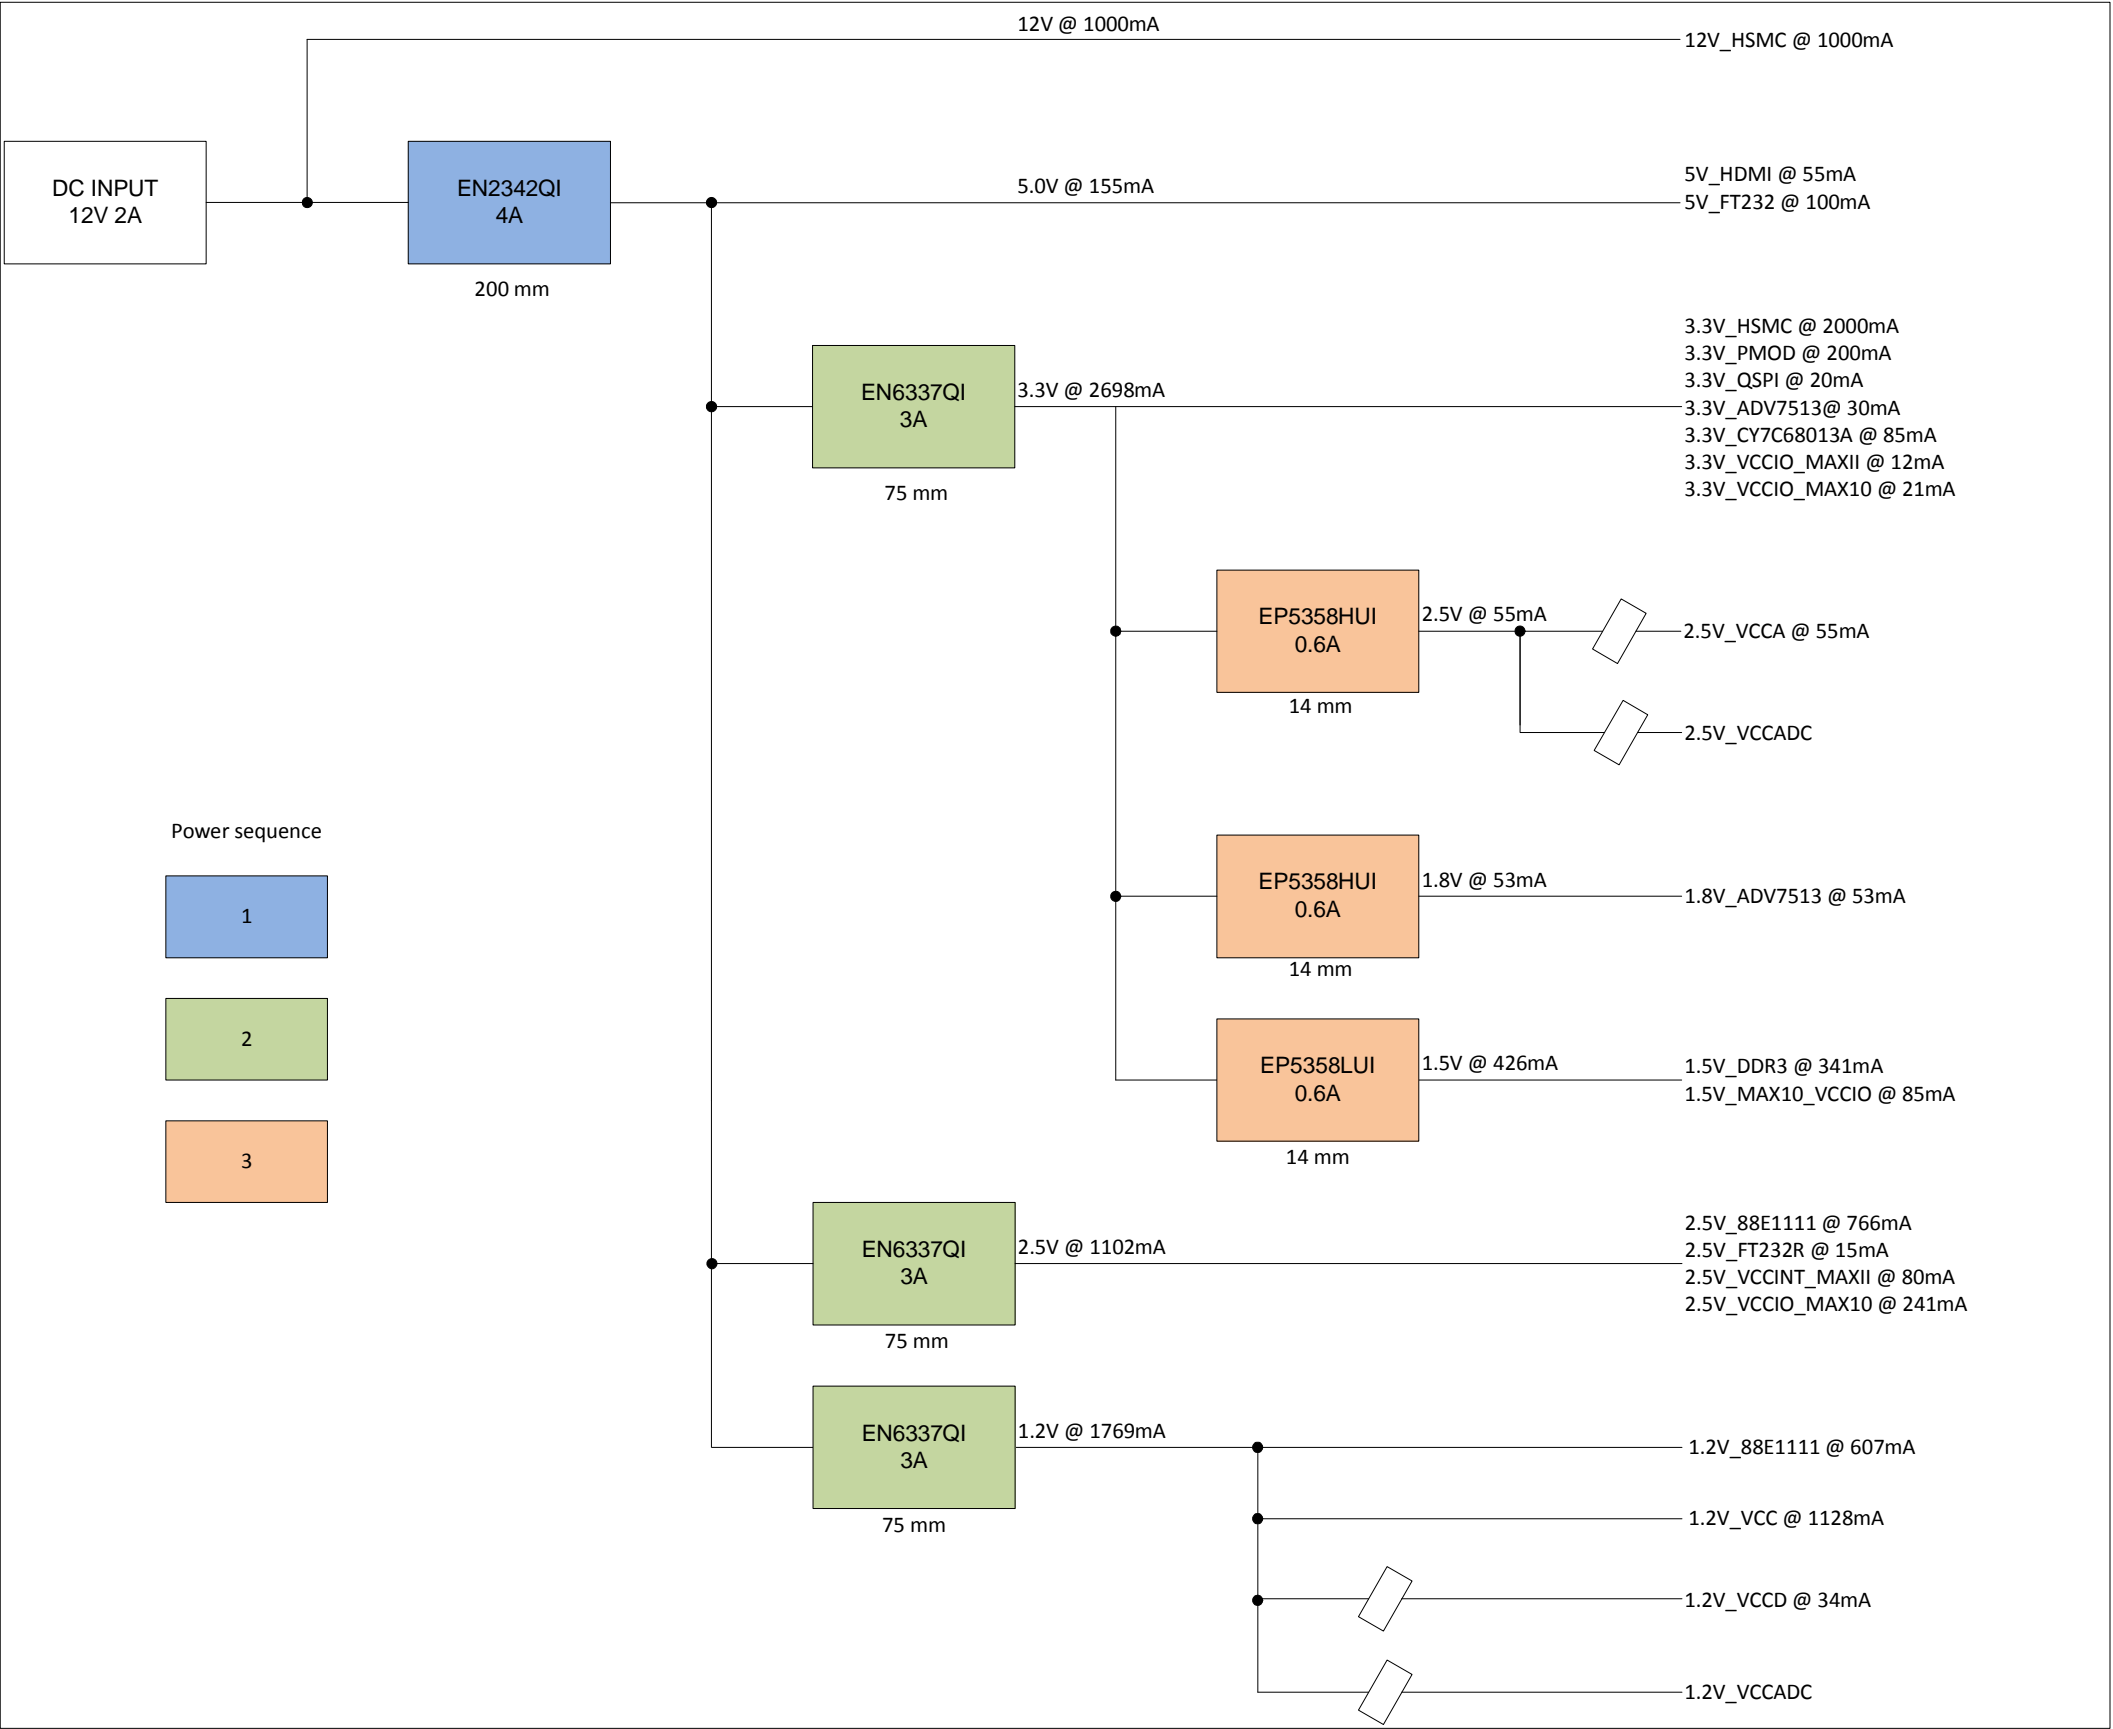 12V @ 1000mA
12V_HSMC @ 1000mA
DC INPUT
12V 2A
EN2342QI
4A
200 mm
5.0V @ 155mA
5V_HDMI @ 55mA
5V_FT232 @ 100mA
EN6337QI
3A
75 mm
3.3V @ 2698mA
3.3V_HSMC @ 2000mA
3.3V_PMOD @ 200mA
3.3V_QSPI @ 20mA
3.3V_ADV7513@ 30mA
3.3V_CY7C68013A @ 85mA
3.3V_VCCIO_MAXII @ 12mA
3.3V_VCCIO_MAX10 @ 21mA
EP5358HUI
0.6A
14 mm
2.5V @ 55mA
2.5V_VCCA @ 55mA
2.5V_VCCADC
Power sequence
1
2
3
EP5358HUI
0.6A
14 mm
1.8V @ 53mA
1.8V_ADV7513 @ 53mA
EP5358LUI
0.6A
14 mm
1.5V @ 426mA
1.5V_DDR3 @ 341mA
1.5V_MAX10_VCCIO @ 85mA
EN6337QI
3A
75 mm
2.5V @ 1102mA
2.5V_88E1111 @ 766mA
2.5V_FT232R @ 15mA
2.5V_VCCINT_MAXII @ 80mA
2.5V_VCCIO_MAX10 @ 241mA
EN6337QI
3A
75 mm
1.2V @ 1769mA
1.2V_88E1111 @ 607mA
1.2V_VCC @ 1128mA
1.2V_VCCD @ 34mA
1.2V_VCCADC